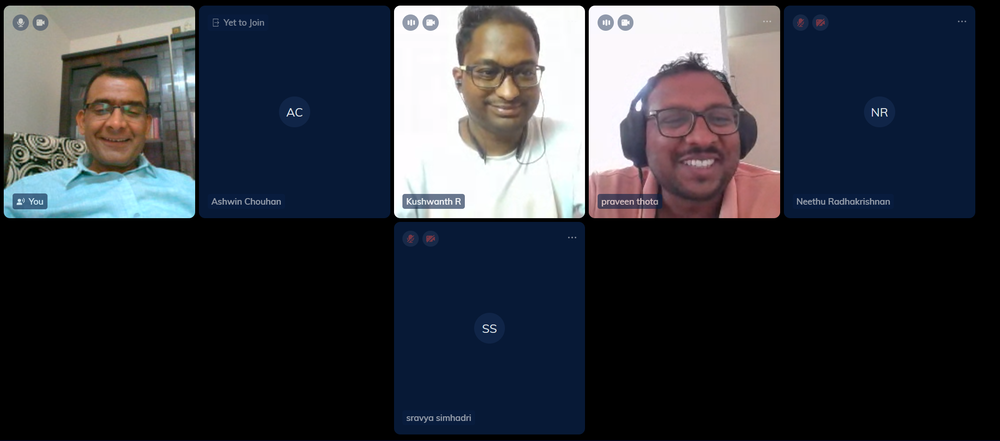 You
Yet to Join
AC
Ashwin Chouhan
Kushwanth R
praveen thota
NR
Neethu Radhakrishnan
SS
sravya simhadri